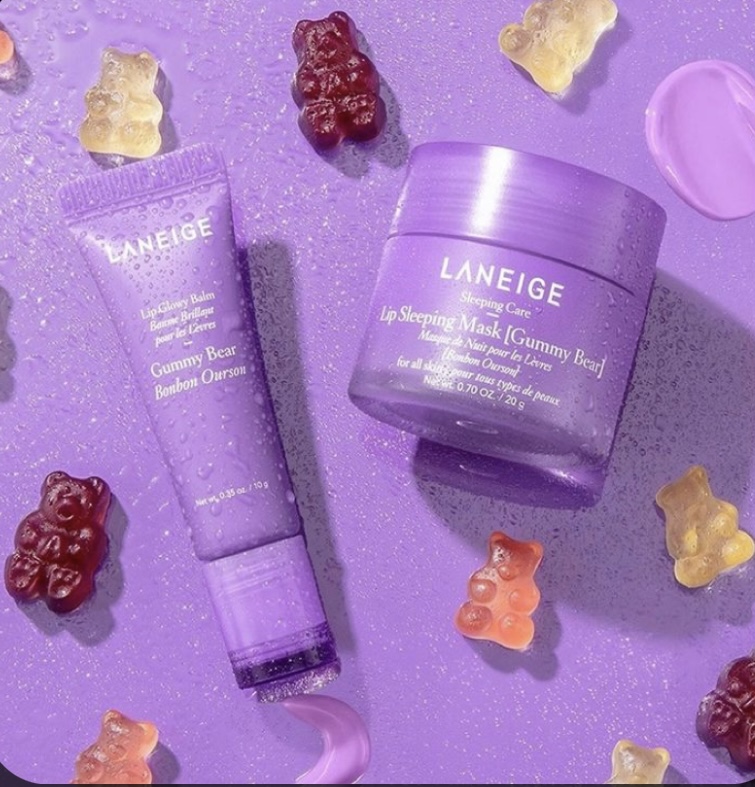 LANEIGE
Lip Glowy Balm
Baume Brillant
pour les Lèvres
Gummy Bear
Bonbon Ourson
Net wt. 0.35 oz. / 10 g
LANEIGE
Sleeping Care
Lip Sleeping Mask [Gummy Bear]
Masque de Nuit pour les Lèvres
[Bonbon Ourson]
for all skin / pour tous types de peaux
Net wt. 0.70 OZ. / 20 g